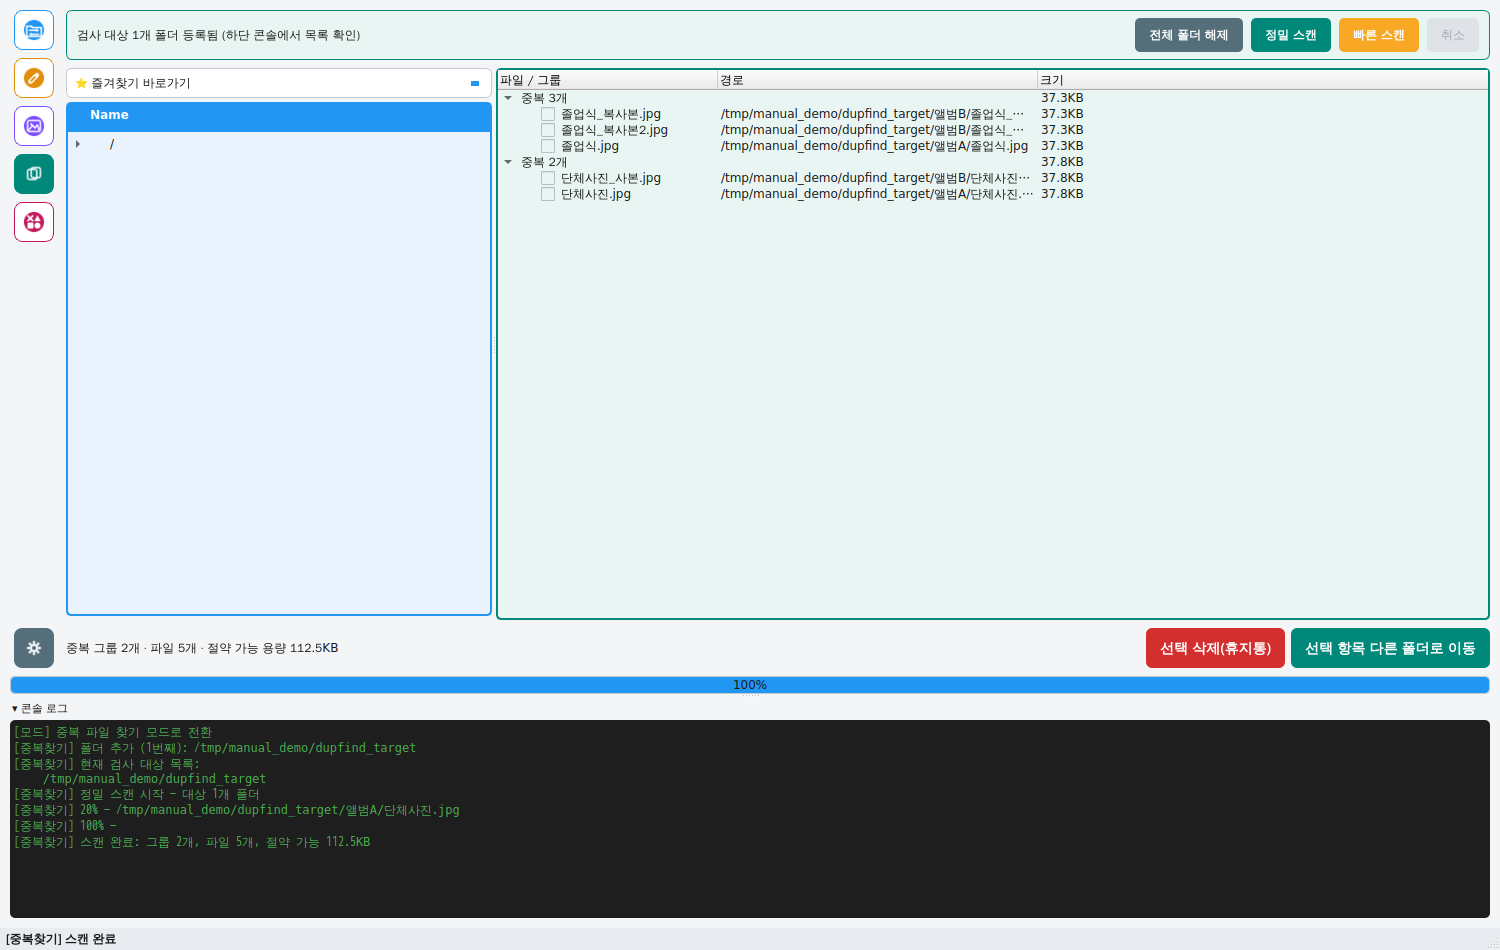 검사 대상 1개 폴더 등록됨 (하단 콘솔에서 목록 확인)
전체 폴더 해제
정밀 스캔
빠른 스캔
취소
⭐ 즐겨찾기 바로가기
Name
/
파일 / 그룹 경로 크기
중복 3개 37.3KB
졸업식_복사본.jpg /tmp/manual_demo/dupfind_target/앨범B/졸업식_… 37.3KB
졸업식_복사본2.jpg /tmp/manual_demo/dupfind_target/앨범B/졸업식_… 37.3KB
졸업식.jpg /tmp/manual_demo/dupfind_target/앨범A/졸업식.jpg 37.3KB
중복 2개 37.8KB
단체사진_사본.jpg /tmp/manual_demo/dupfind_target/앨범B/단체사진… 37.8KB
단체사진.jpg /tmp/manual_demo/dupfind_target/앨범A/단체사진.… 37.8KB
중복 그룹 2개 · 파일 5개 · 절약 가능 용량 112.5KB
선택 삭제(휴지통)
선택 항목 다른 폴더로 이동
100%
▾ 콘솔 로그
[모드] 중복 파일 찾기 모드로 전환
[중복찾기] 폴더 추가 (1번째): /tmp/manual_demo/dupfind_target
[중복찾기] 현재 검사 대상 목록:
/tmp/manual_demo/dupfind_target
[중복찾기] 정밀 스캔 시작 — 대상 1개 폴더
[중복찾기] 20% — /tmp/manual_demo/dupfind_target/앨범A/단체사진.jpg
[중복찾기] 100% —
[중복찾기] 스캔 완료: 그룹 2개, 파일 5개, 절약 가능 112.5KB
[중복찾기] 스캔 완료